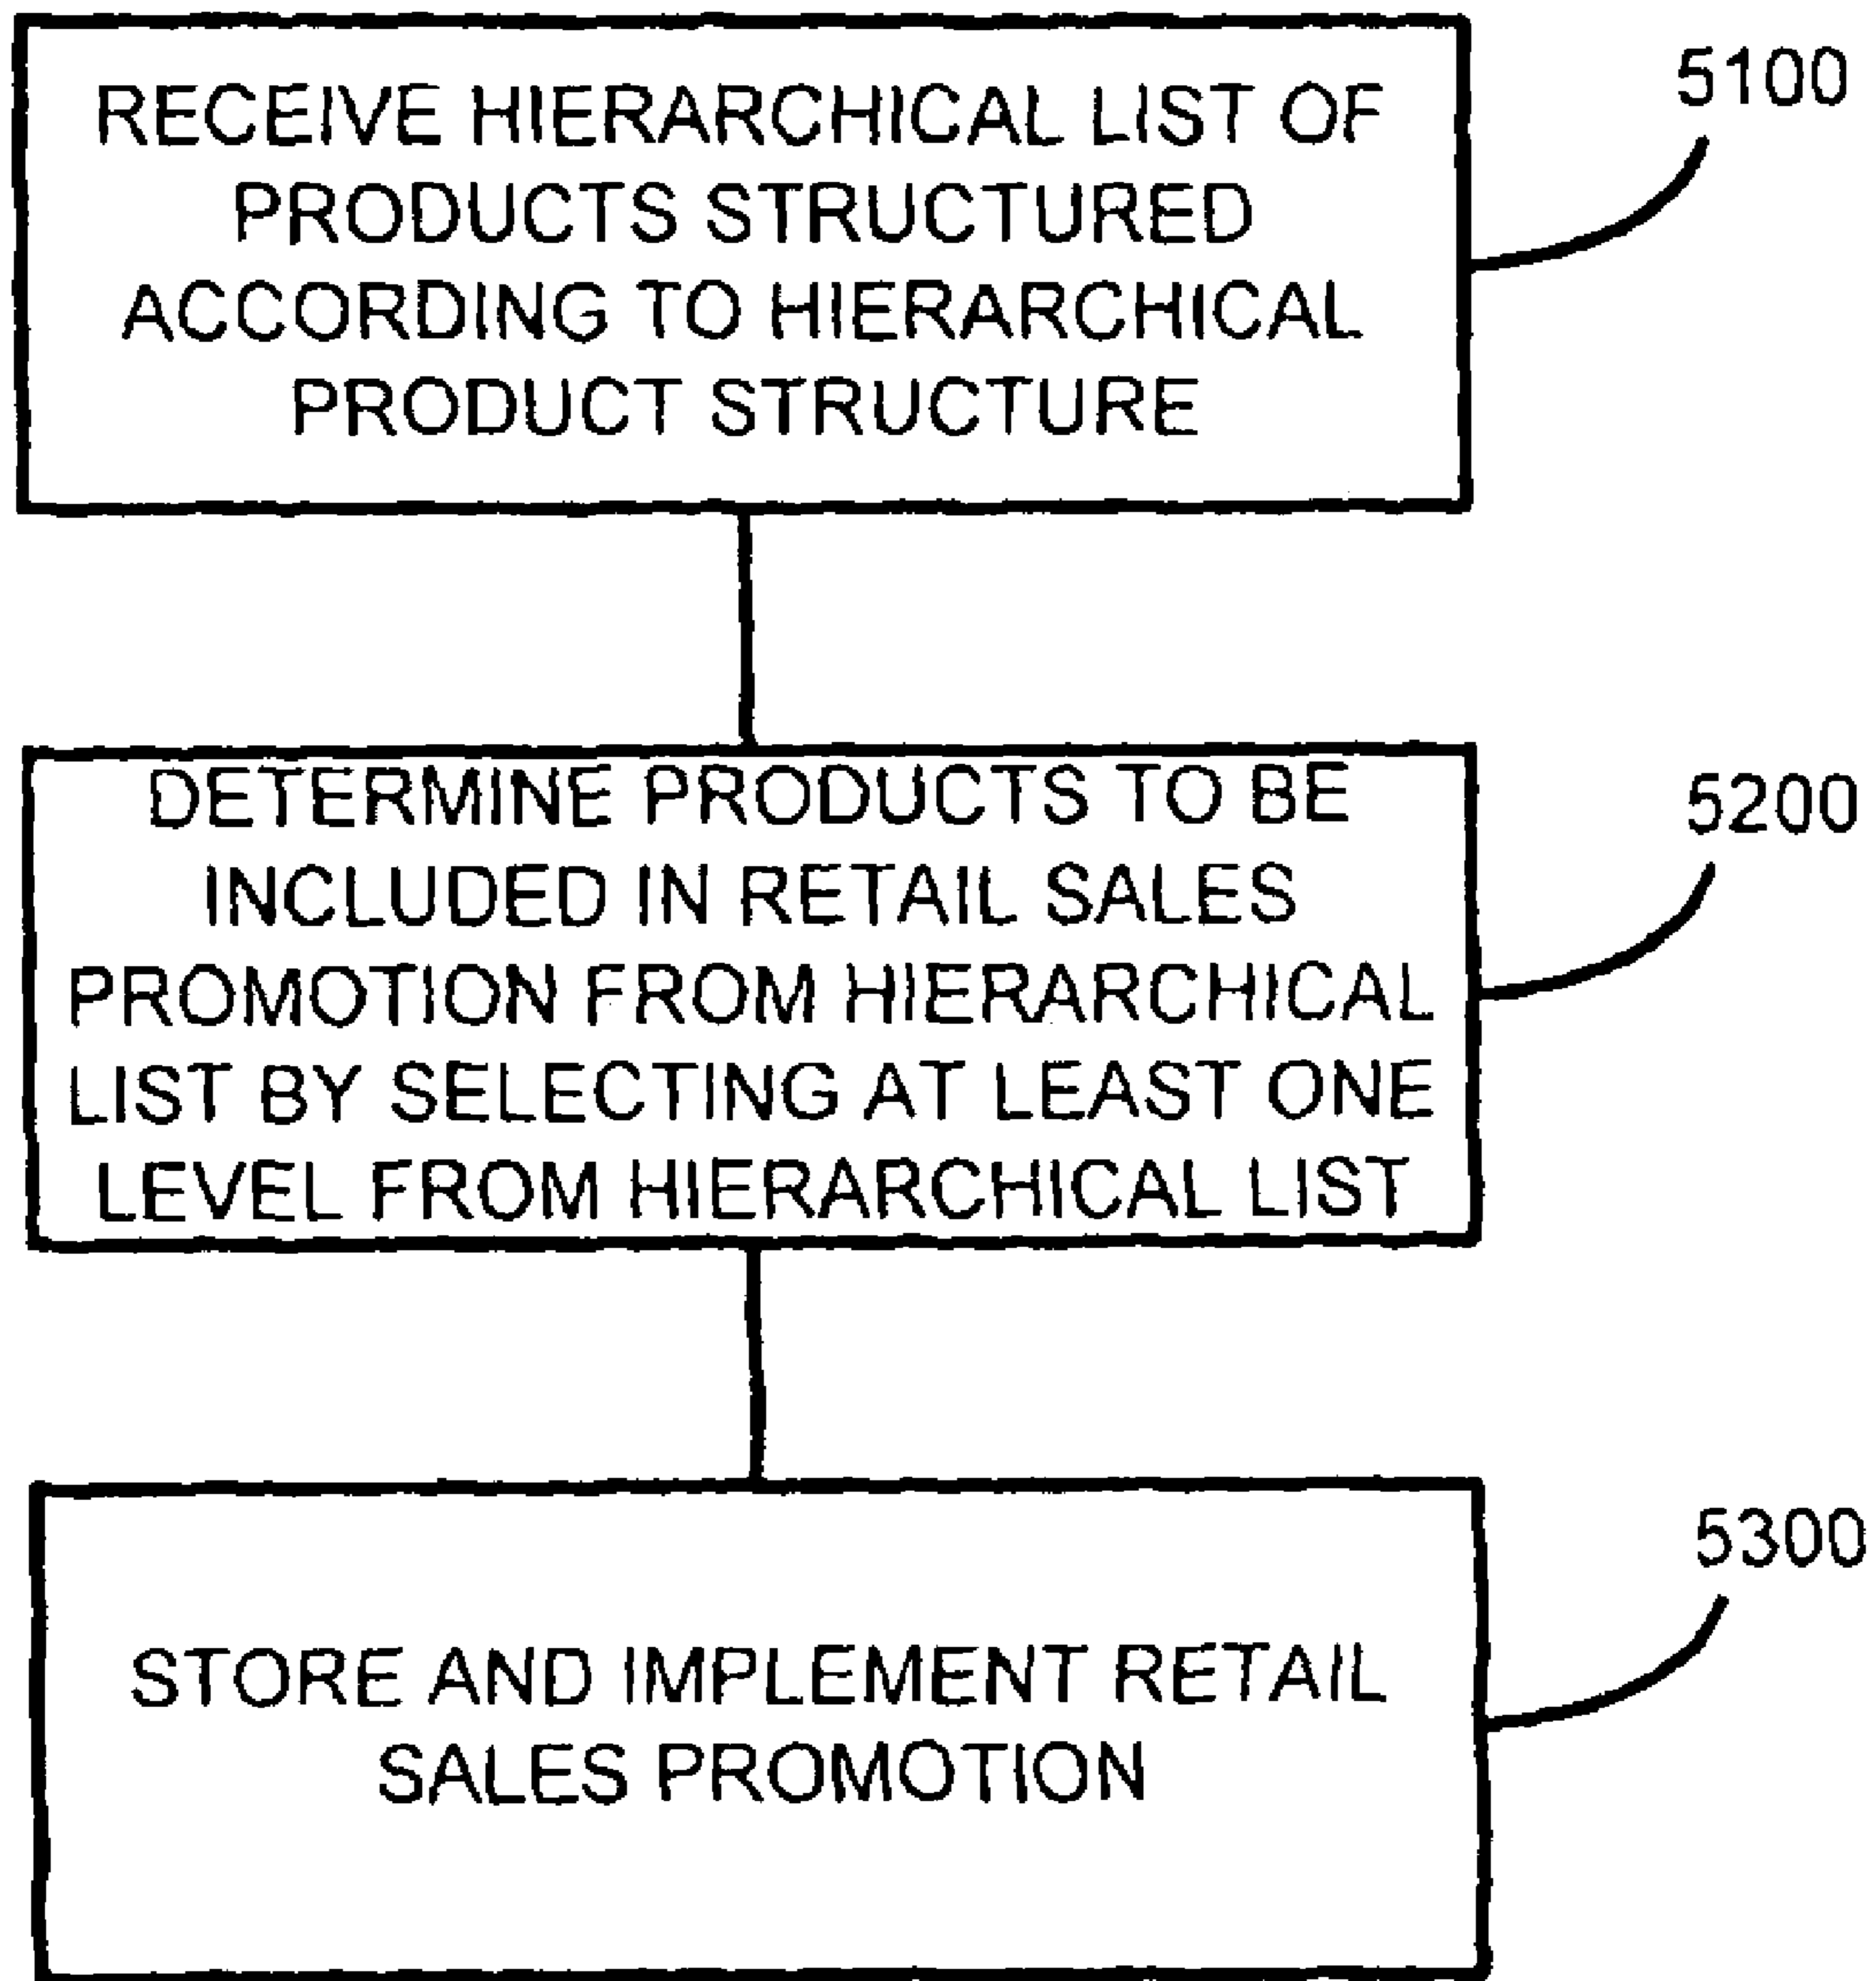 RECEIVE HIERARCHICAL LIST OF
PRODUCTS STRUCTURED
ACCORDING TO HIERARCHICAL
PRODUCT STRUCTURE
5100
DETERMINE PRODUCTS TO BE
INCLUDED IN RETAIL SALES
PROMOTION FROM HIERARCHICAL
LIST BY SELECTING AT LEAST ONE
LEVEL FROM HIERARCHICAL LIST
5200
STORE AND IMPLEMENT RETAIL
SALES PROMOTION
5300